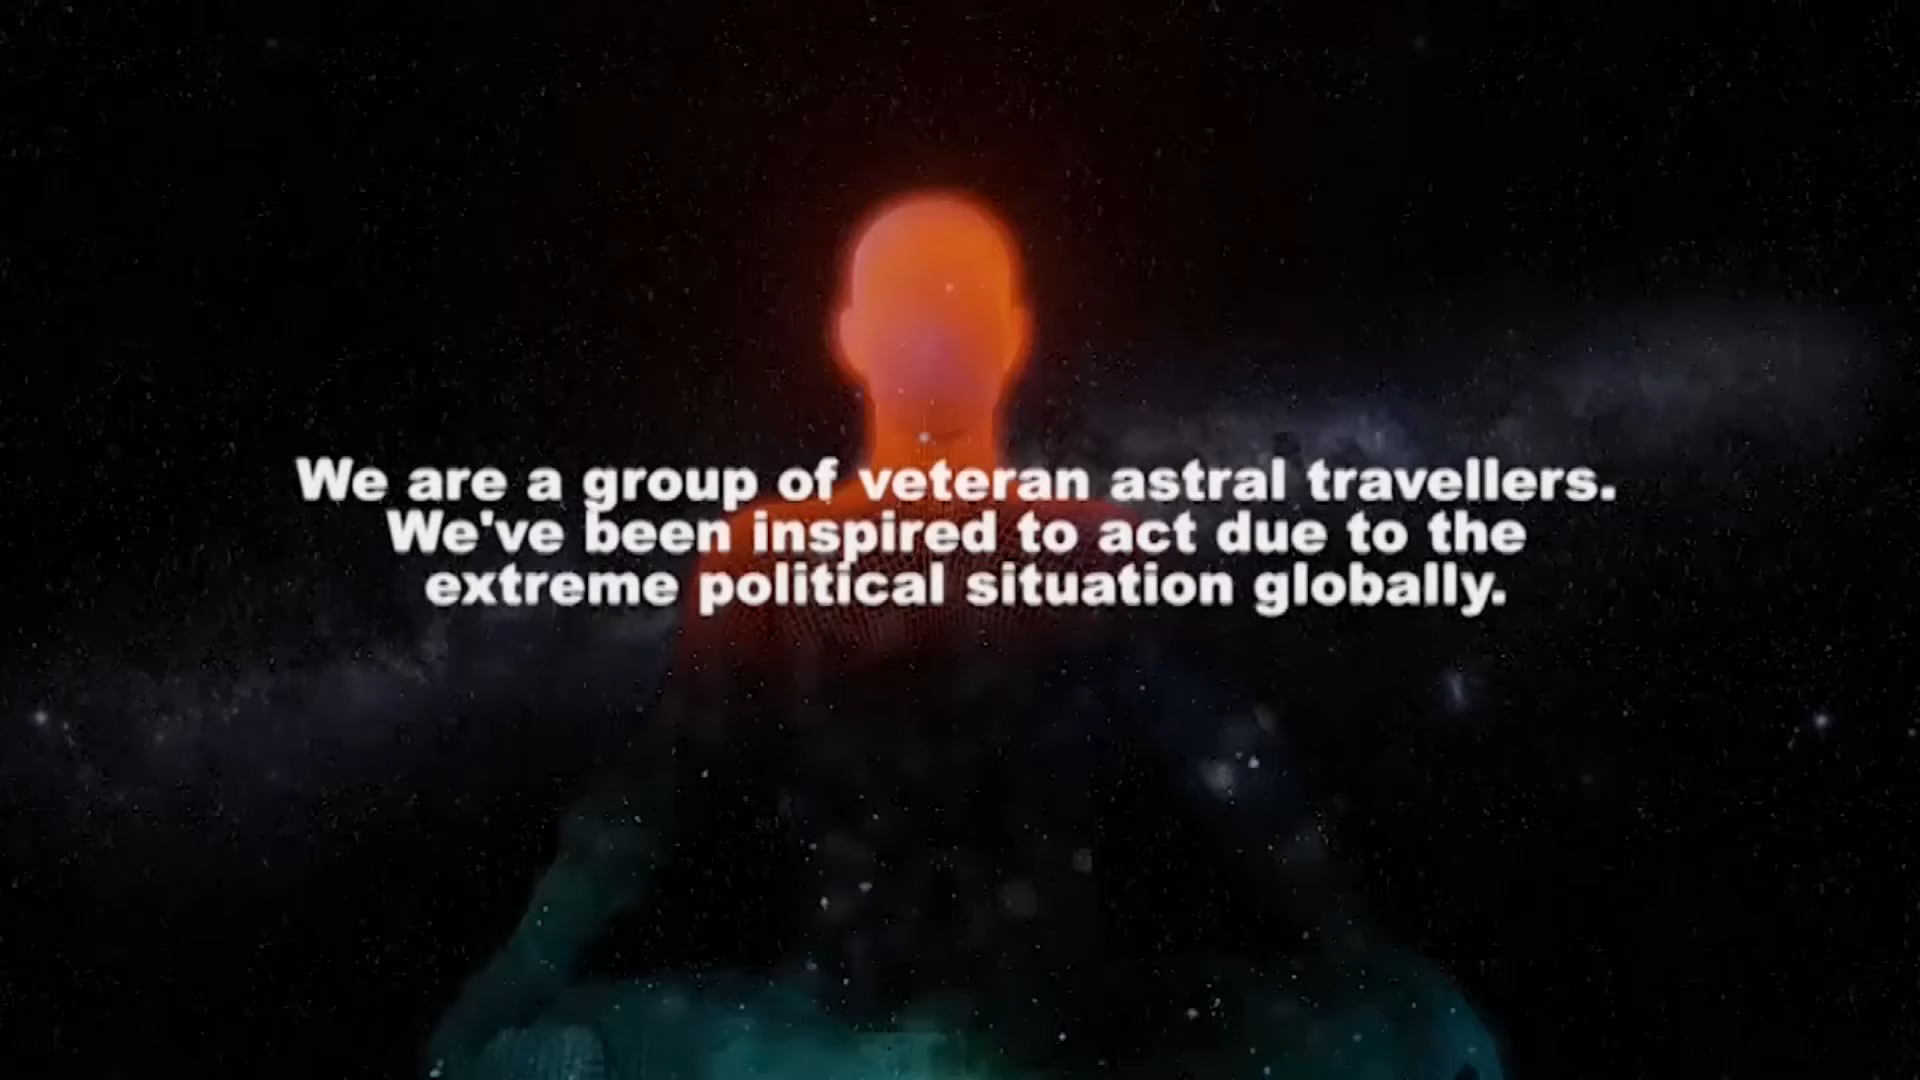 We are a group of veteran astral travellers.
We've been inspired to act due to the
extreme political situation globally.